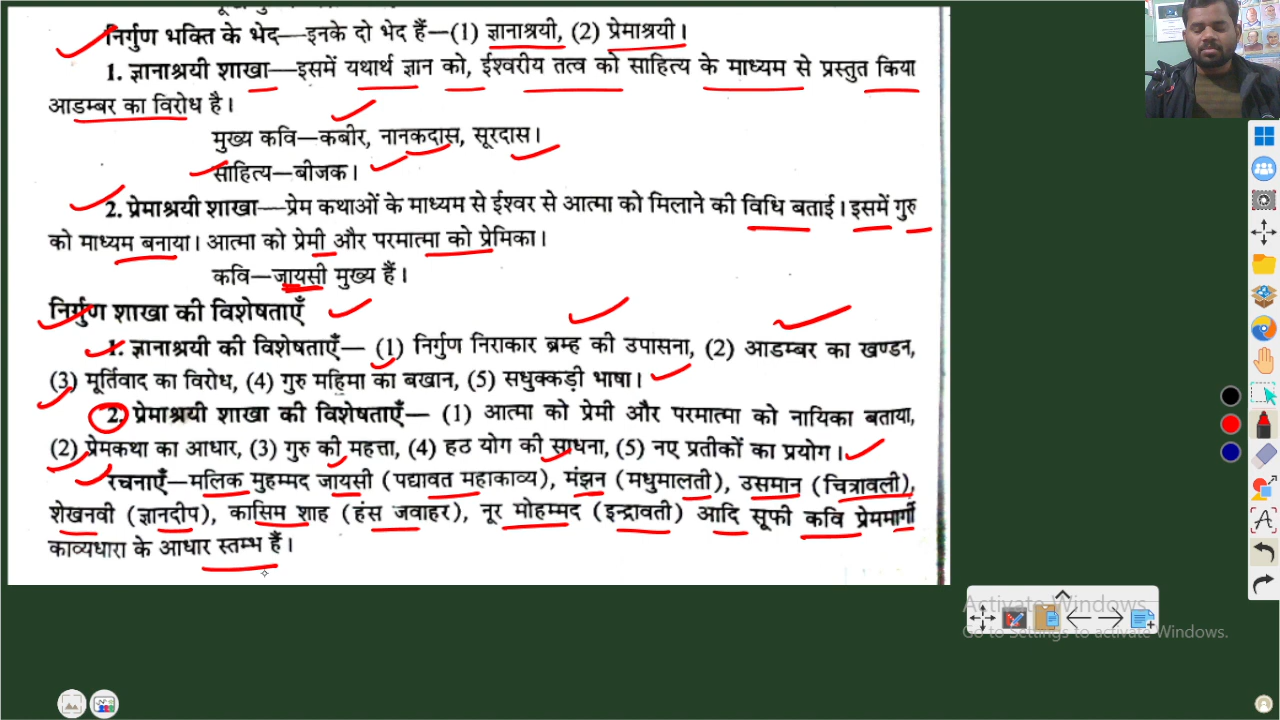 निर्गुण भक्ति के भेद—इनके दो भेद हैं—(1) ज्ञानाश्रयी, (2) प्रेमाश्रयी।
1. ज्ञानाश्रयी शाखा—इसमें यथार्थ ज्ञान को, ईश्वरीय तत्व को साहित्य के माध्यम से प्रस्तुत किया
आडम्बर का विरोध है।
मुख्य कवि—कबीर, नानकदास, सूरदास।
साहित्य—बीजक।
2. प्रेमाश्रयी शाखा—प्रेम कथाओं के माध्यम से ईश्वर से आत्मा को मिलाने की विधि बताई। इसमें गुरु
को माध्यम बनाया। आत्मा को प्रेमी और परमात्मा को प्रेमिका।
कवि—जायसी मुख्य हैं।
निर्गुण शाखा की विशेषताएँ
1. ज्ञानाश्रयी की विशेषताएँ— (1) निर्गुण निराकार ब्रम्ह की उपासना, (2) आडम्बर का खण्डन,
(3) मूर्तिवाद का विरोध, (4) गुरु महिमा का बखान, (5) सधुक्कड़ी भाषा।
2. प्रेमाश्रयी शाखा की विशेषताएँ— (1) आत्मा को प्रेमी और परमात्मा को नायिका बताया,
(2) प्रेमकथा का आधार, (3) गुरु की महत्ता, (4) हठ योग की साधना, (5) नए प्रतीकों का प्रयोग।
रचनाएँ—मलिक मुहम्मद जायसी (पद्यावत महाकाव्य), मंझन (मधुमालती), उसमान (चित्रावली),
शेखनवी (ज्ञानदीप), कासिम शाह (हंस जवाहर), नूर मोहम्मद (इन्द्रावती) आदि सूफी कवि प्रेममार्गी
काव्यधारा के आधार स्तम्भ हैं।
Activate Windows
Go to Settings to activate Windows.